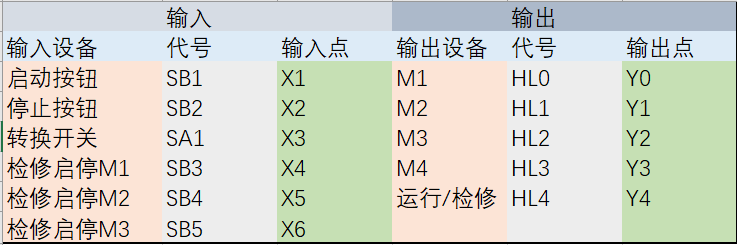 输入 输出
输入设备 代号 输入点 输出设备 代号 输出点
启动按钮 SB1 X1 M1 HL0 Y0
停止按钮 SB2 X2 M2 HL1 Y1
转换开关 SA1 X3 M3 HL2 Y2
检修启停M1 SB3 X4 M4 HL3 Y3
检修启停M2 SB4 X5 运行/检修 HL4 Y4
检修启停M3 SB5 X6